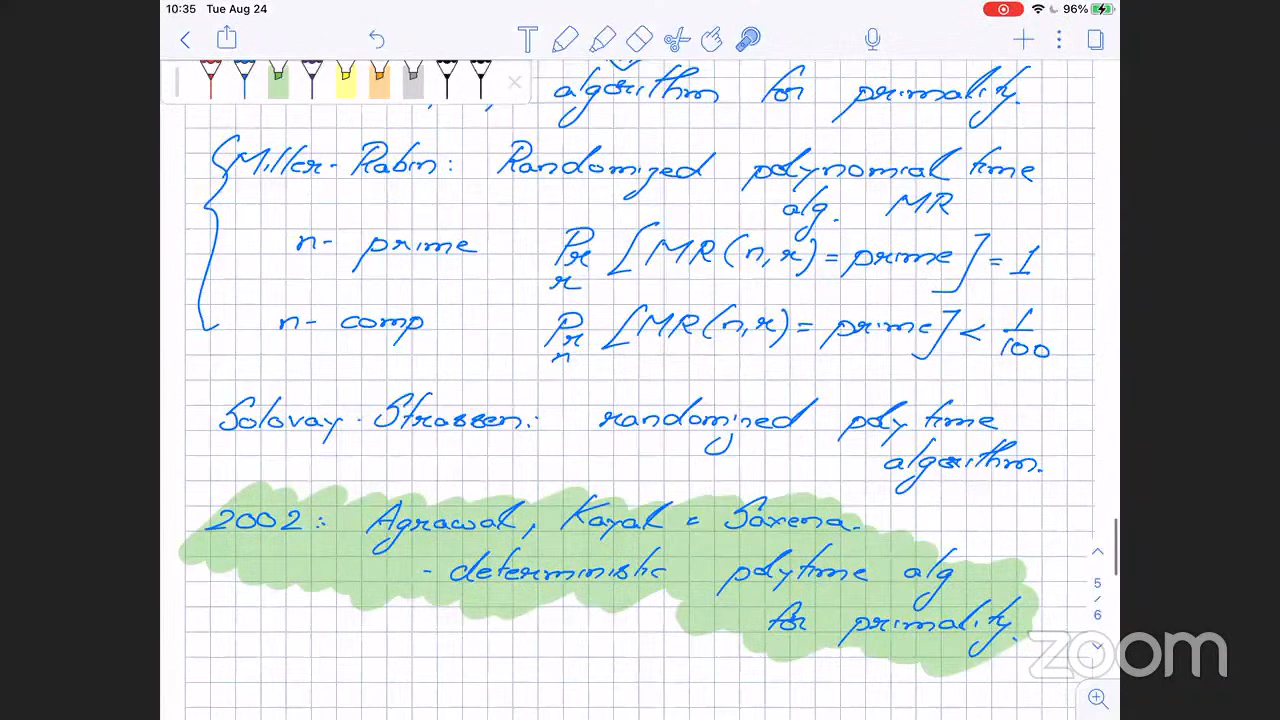 10:35 Tue Aug 24 96%
algorithm for primality.
Miller-Rabin: Randomized polynomial time
alg. MR
n- prime Pr [MR(n,r) = prime] = 1
r
n- comp Pr [MR(n,r) = prime] < 1/100
n
Solovay-Strassen: randomized poly time
algorithm.
2002: Agrawal, Kayal & Saxena.
- deterministic polytime alg
for primality.
5
/
6
zoom